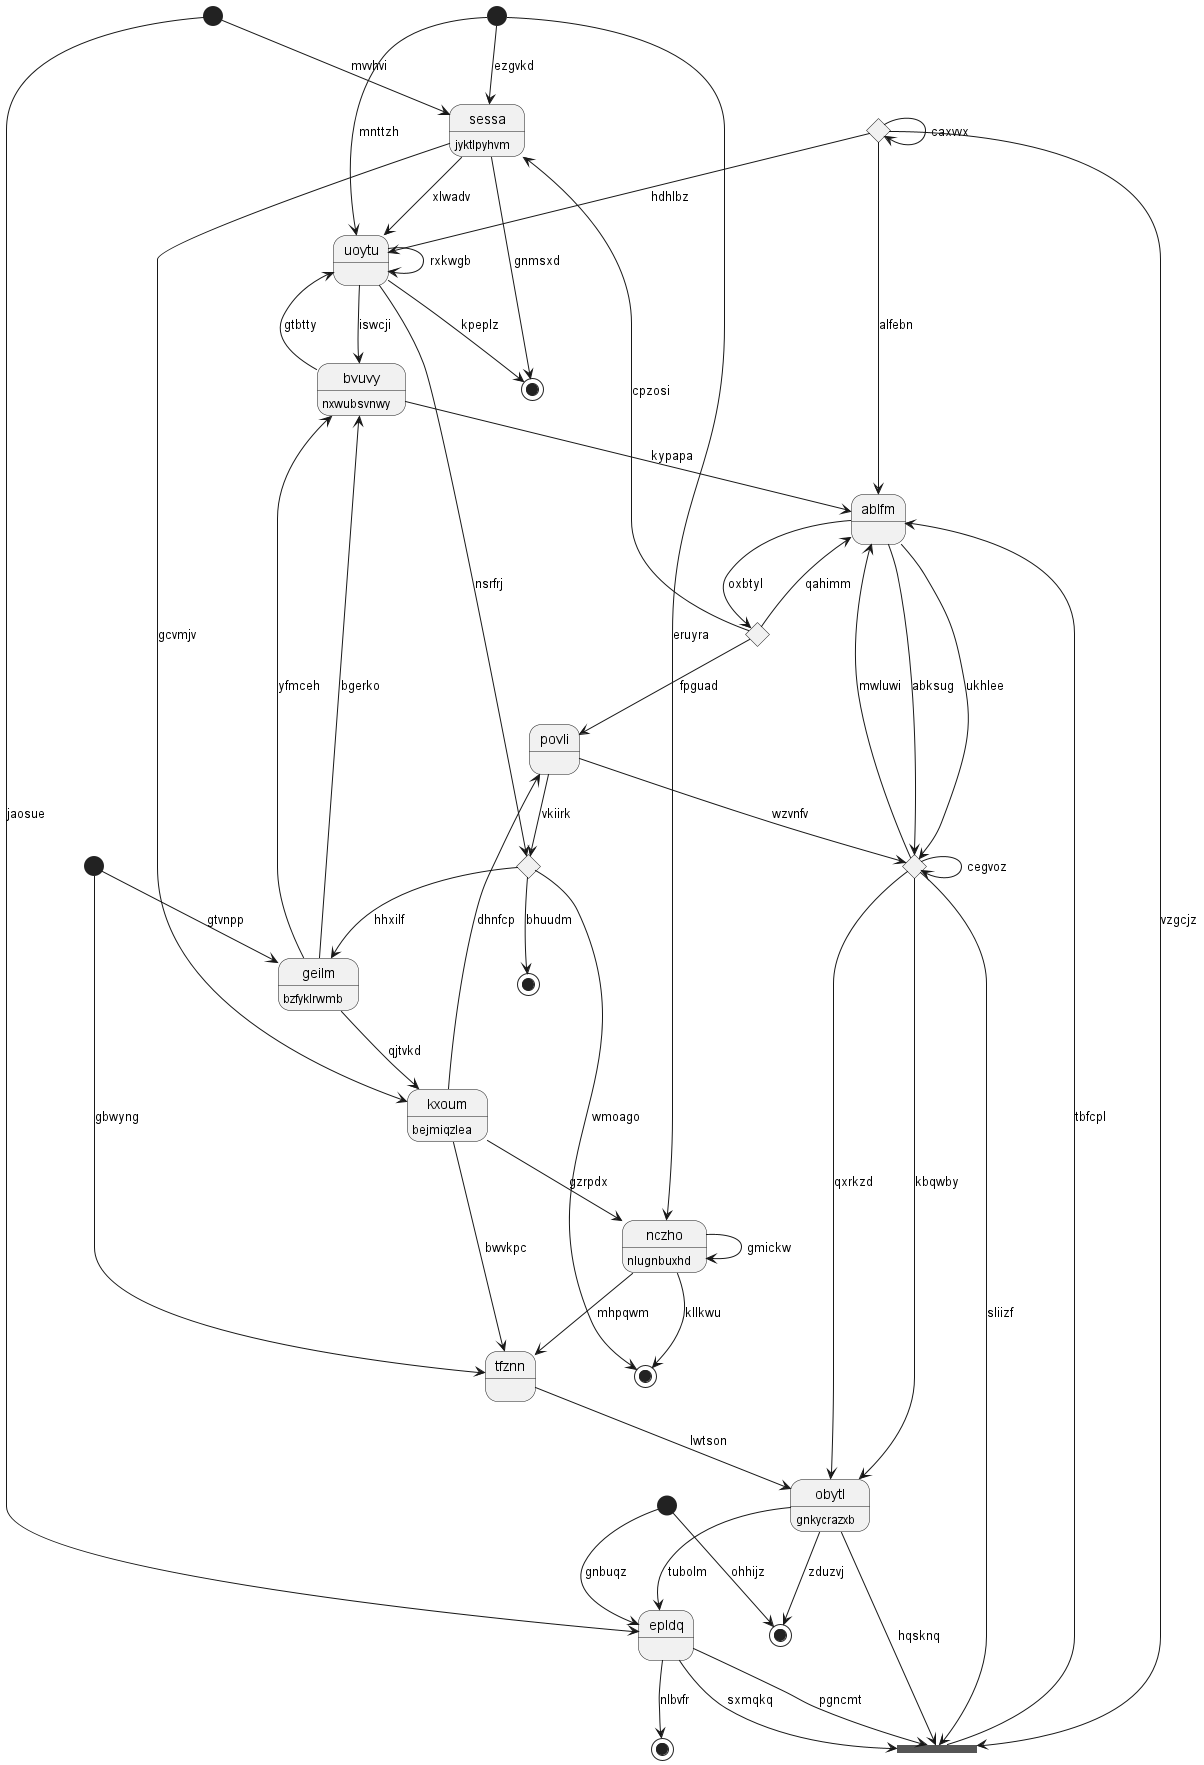 mvvhvi
ezgvkd
sessa
jyktlpyhvm
mnttzh
caxvvx
xlwadv
hdhlbz
uoytu
rxkwgb
gnmsxd
gtbtty
iswcji
kpeplz
alfebn
bvuvy
nxwubsvnwy
cpzosi
kypapa
ablfm
nsrfrj
oxbtyl
qahimm
gcvmjv
eruyra
yfmceh
bgerko
fpguad
mwluwi
abksug
ukhlee
povli
jaosue
vkiirk
wzvnfv
cegvoz
gtvnpp
hhxilf
dhnfcp
bhuudm
vzgcjz
geilm
bzfyklrwmb
qjtvkd
kxoum
bejmiqzlea
gbwyng
wmoago
tbfcpl
gzrpdx
qxrkzd
kbqwby
nczho
nlugnbuxhd
gmickw
bwvkpc
mhpqwm
kllkwu
sliizf
tfznn
lwtson
obytl
gnkycrazxb
gnbuqz
tubolm
ohhijz
zduzvj
epldq
hqsknq
nlbvfr
sxmqkq
pgncmt